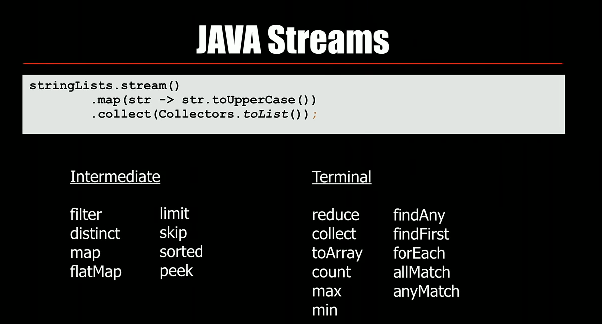 JAVA Streams
stringLists.stream()
.map(str -> str.toUpperCase())
.collect(Collectors.toList());
Intermediate
filter
distinct
map
flatMap
limit
skip
sorted
peek
Terminal
reduce
collect
toArray
count
max
min
findAny
findFirst
forEach
allMatch
anyMatch